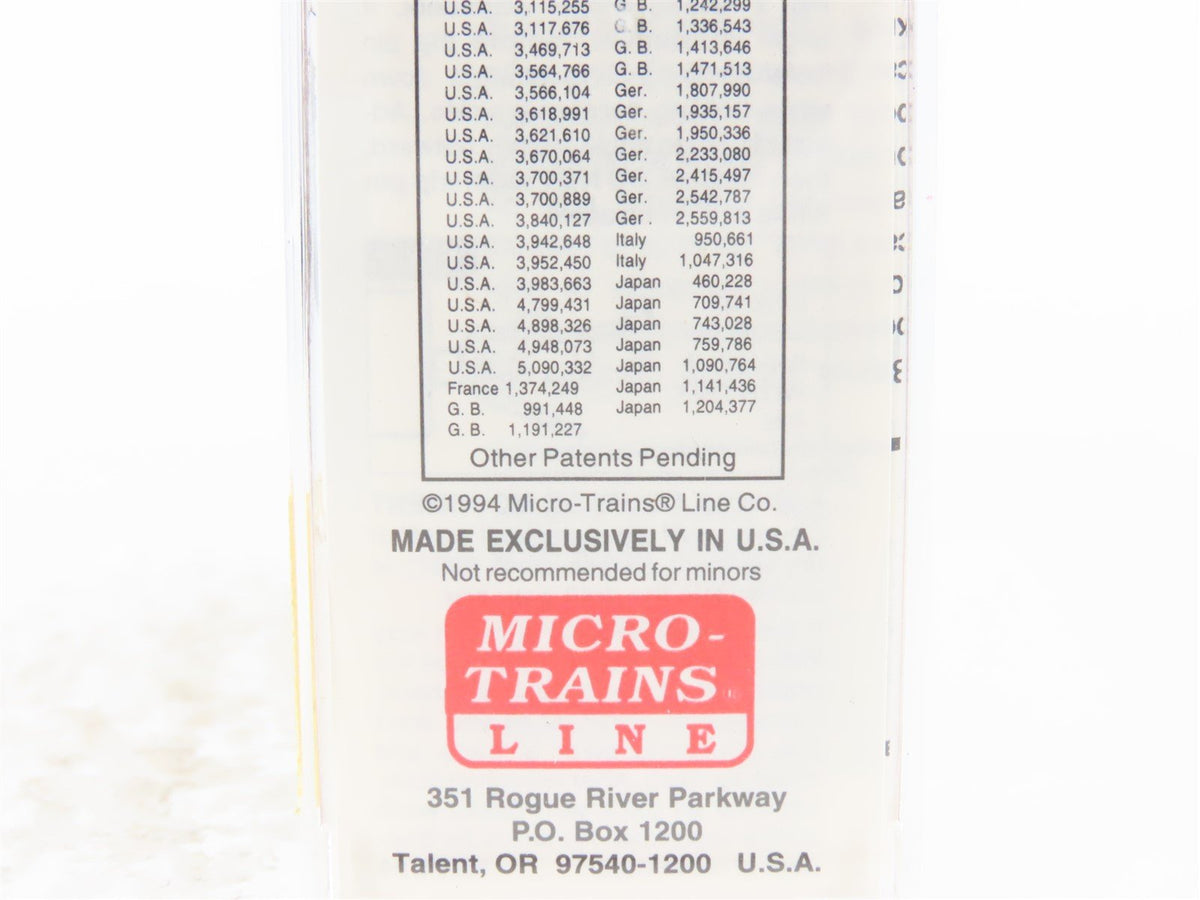 U.S.A. 3,115,255 G B. 1,242,299
U.S.A. 3,117.676 G. B. 1,336,543
U.S.A. 3,469,713 G. B. 1,413,646
U.S.A. 3,564,766 G. B. 1,471,513
U.S.A. 3,566,104 Ger. 1,807,990
U.S.A. 3,618,991 Ger. 1,935,157
U.S.A. 3,621,610 Ger. 1,950,336
U.S.A. 3,670,064 Ger. 2,233,080
U.S.A. 3,700,371 Ger. 2,415,497
U.S.A. 3,700,889 Ger. 2,542,787
U.S.A. 3,840,127 Ger . 2,559,813
U.S.A. 3,942,648 Italy 950,661
U.S.A. 3,952,450 Italy 1,047,316
U.S.A. 3,983,663 Japan 460,228
U.S.A. 4,799,431 Japan 709,741
U.S.A. 4,898,326 Japan 743,028
U.S.A. 4,948,073 Japan 759,786
U.S.A. 5,090,332 Japan 1,090,764
France 1,374,249 Japan 1,141,436
G. B. 991,448 Japan 1,204,377
G. B. 1,191,227
Other Patents Pending
©1994 Micro-Trains® Line Co.
MADE EXCLUSIVELY IN U.S.A.
Not recommended for minors
MICRO-
TRAINS
LINE
351 Rogue River Parkway
P.O. Box 1200
Talent, OR 97540-1200 U.S.A.